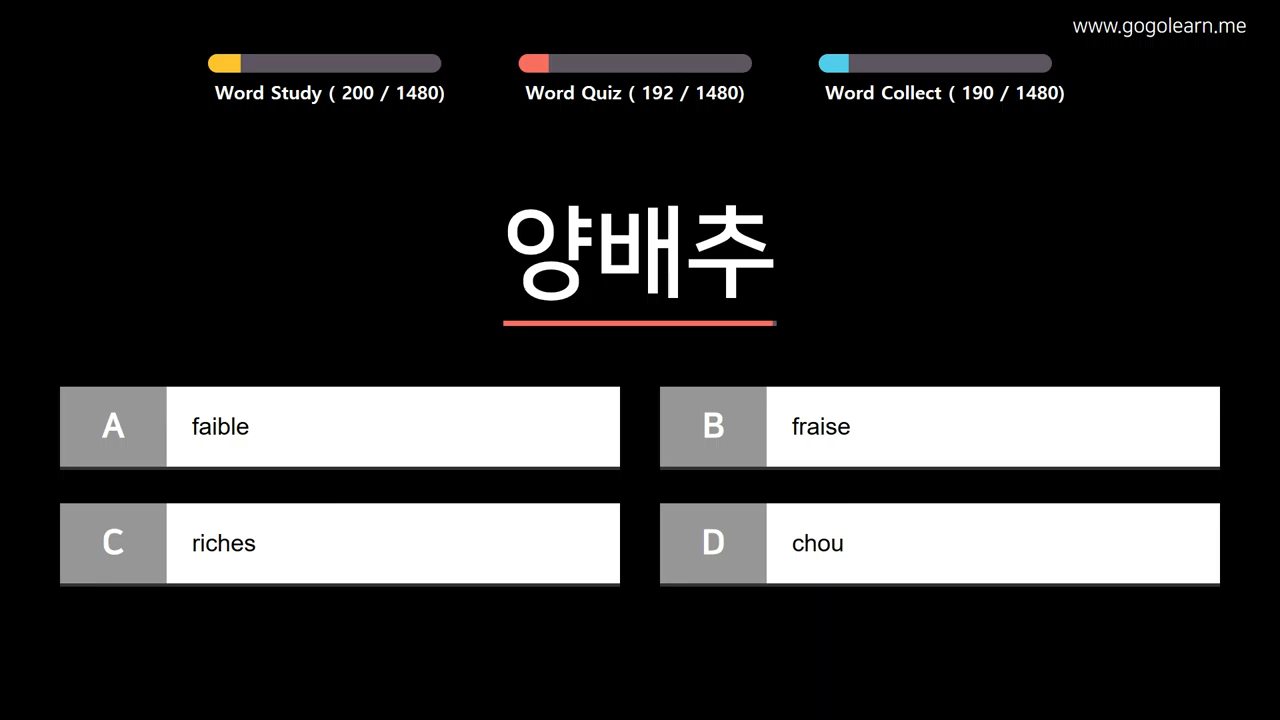 www.gogolearn.me
Word Study ( 200 / 1480)
Word Quiz ( 192 / 1480)
Word Collect ( 190 / 1480)
양배추
A faible
B fraise
C riches
D chou